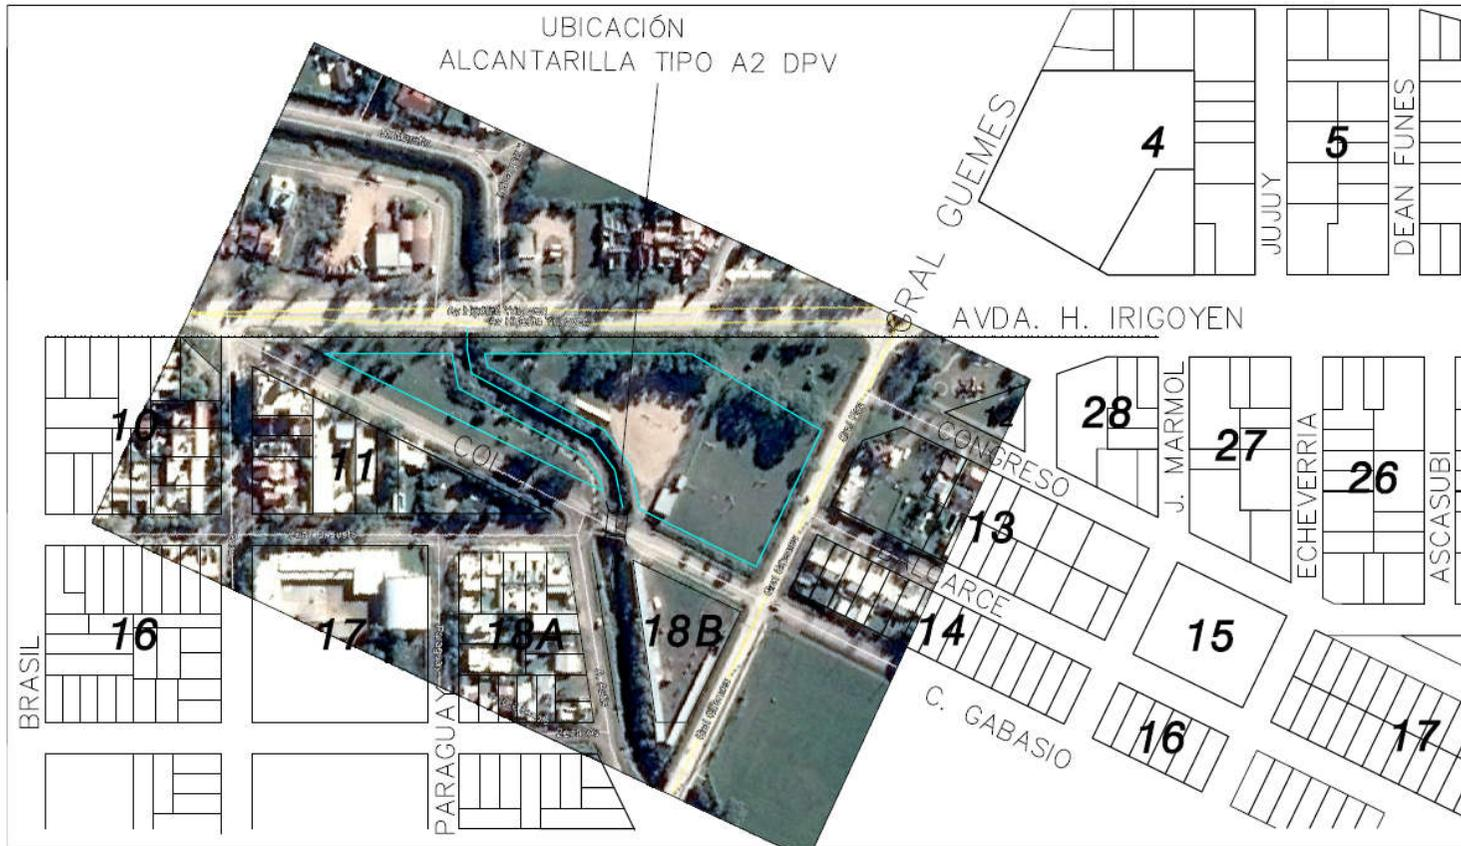 UBICACIÓN
ALCANTARILLA TIPO A2 DPV
GRAL GUEMES
4
5
JUJUY
DEAN FUNES
AVDA. H. IRIGOYEN
10
11
COL
12
CONGRESO
28
J. MARMOL
27
ECHEVERRIA
26
ASCASUBI
13
14
15
C. GABASIO
16
17
BRASIL
16
17
PARAGUAY
18A
18B